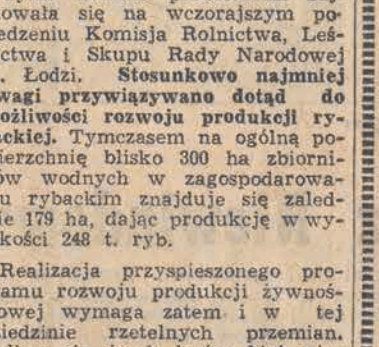 owała się na wczorajszym po-
edzeniu Komisja Rolnictwa, Leś-
ctwa i Skupu Rady Narodowej
. Łodzi. Stosunkowo najmniej
wagi przywiązywano dotąd do
ożliwości rozwoju produkcji ry-
ackiej. Tymczasem na ogólną po-
ierzchnię blisko 300 ha zbiorni-
ów wodnych w zagospodarowa-
u rybackim znajduje się zaled-
ie 179 ha, dając produkcję w wy-
kości 248 t. ryb.
Realizacja przyspieszonego pro-
amu rozwoju produkcji żywnoś-
owej wymaga zatem i w tej
iedzinie rzetelnych przemian.